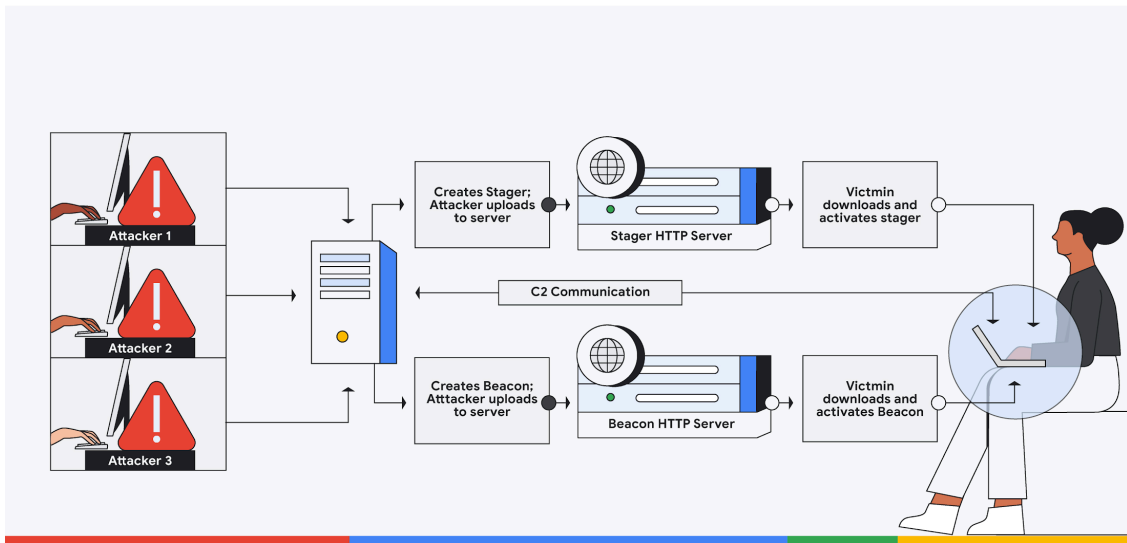 Attacker 1
Attacker 2
Attacker 3
Creates Stager;
Attacker uploads
to server
Stager HTTP Server
Victmin
downloads and
activates stager
C2 Communication
Creates Beacon;
Atttacker uploads
to server
Beacon HTTP Server
Victmin
downloads and
activates Beacon